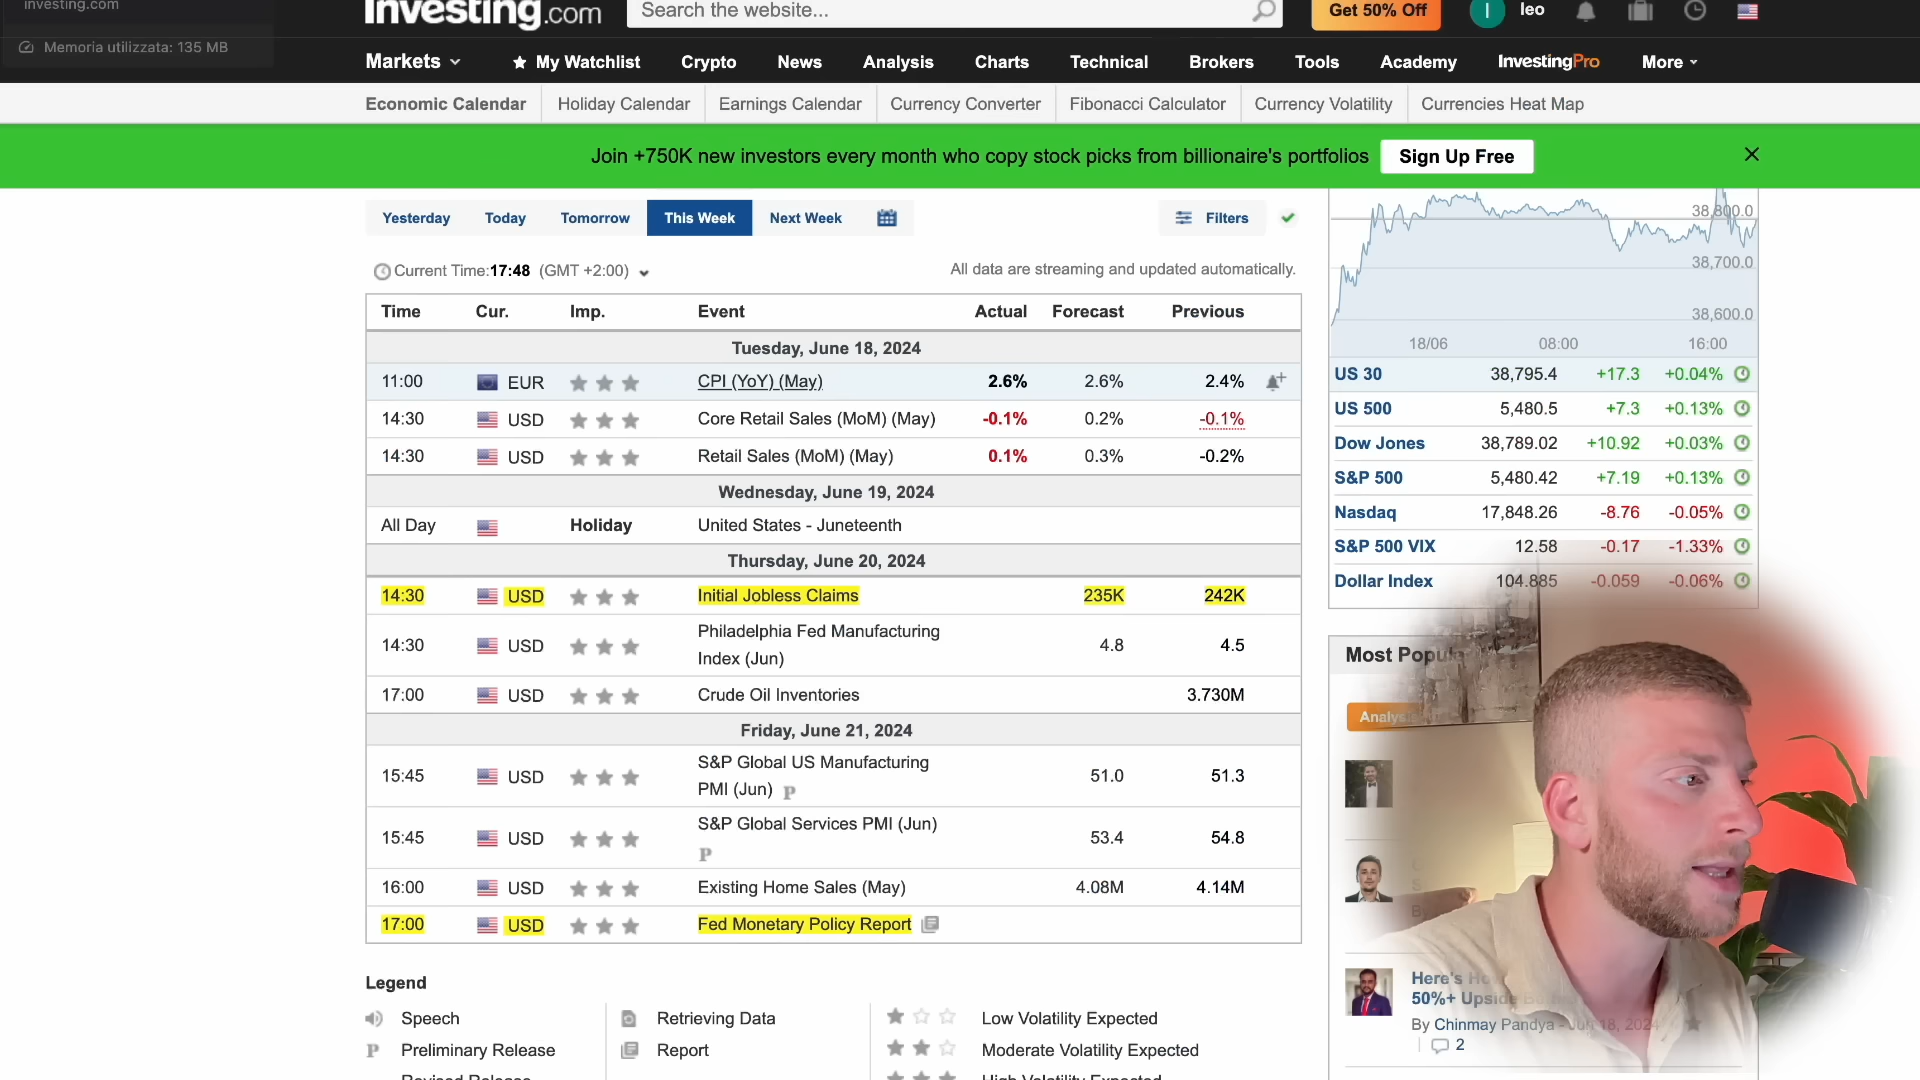 investing.com
Memoria utilizzata: 135 MB
Investing.com
Search the website...
Get 50% Off
l
leo
Markets
My Watchlist
Crypto
News
Analysis
Charts
Technical
Brokers
Tools
Academy
InvestingPro
More
Economic Calendar
Holiday Calendar
Earnings Calendar
Currency Converter
Fibonacci Calculator
Currency Volatility
Currencies Heat Map
Join +750K new investors every month who copy stock picks from billionaire's portfolios
Sign Up Free
Yesterday
Today
Tomorrow
This Week
Next Week
Filters
Current Time:17:48 (GMT +2:00)
All data are streaming and updated automatically.
Time Cur. Imp. Event Actual Forecast Previous
Tuesday, June 18, 2024
11:00 EUR CPI (YoY) (May) 2.6% 2.6% 2.4%
14:30 USD Core Retail Sales (MoM) (May) -0.1% 0.2% -0.1%
14:30 USD Retail Sales (MoM) (May) 0.1% 0.3% -0.2%
Wednesday, June 19, 2024
All Day Holiday United States - Juneteenth
Thursday, June 20, 2024
14:30 USD Initial Jobless Claims 235K 242K
14:30 USD Philadelphia Fed Manufacturing 4.8 4.5
Index (Jun)
17:00 USD Crude Oil Inventories 3.730M
Friday, June 21, 2024
15:45 USD S&P Global US Manufacturing 51.0 51.3
PMI (Jun) P
15:45 USD S&P Global Services PMI (Jun) 53.4 54.8
P
16:00 USD Existing Home Sales (May) 4.08M 4.14M
17:00 USD Fed Monetary Policy Report
Legend
Speech
P Preliminary Release
Revised Release
Retrieving Data
Report
Low Volatility Expected
Moderate Volatility Expected
High Volatility Expected
38,800.0
38,700.0
38,600.0
18/06 08:00 16:00
US 30 38,795.4 +17.3 +0.04%
US 500 5,480.5 +7.3 +0.13%
Dow Jones 38,789.02 +10.92 +0.03%
S&P 500 5,480.42 +7.19 +0.13%
Nasdaq 17,848.26 -8.76 -0.05%
S&P 500 VIX 12.58 -0.17 -1.33%
Dollar Index 104.885 -0.059 -0.06%
Most
Here's
50%+ Upside
By Chinmay Pandya - Jun 18, 2024
2